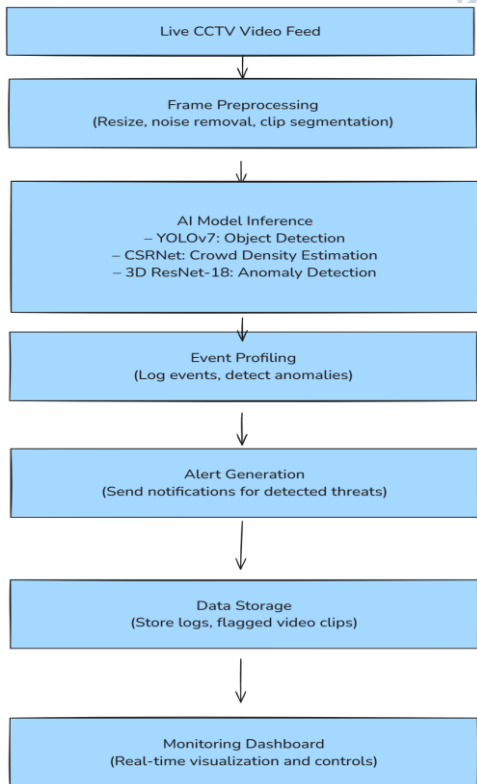 Live CCTV Video Feed
Frame Preprocessing
(Resize, noise removal, clip segmentation)
AI Model Inference
– YOLOv7: Object Detection
– CSRNet: Crowd Density Estimation
– 3D ResNet-18: Anomaly Detection
Event Profiling
(Log events, detect anomalies)
Alert Generation
(Send notifications for detected threats)
Data Storage
(Store logs, flagged video clips)
Monitoring Dashboard
(Real-time visualization and controls)